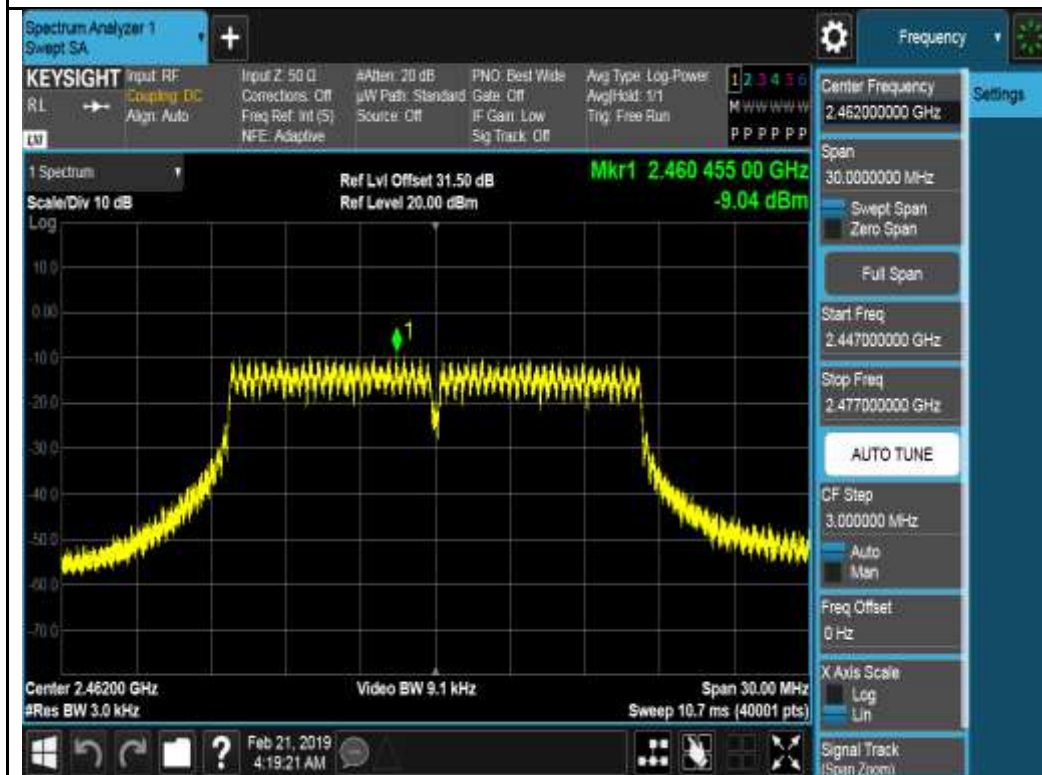 Spectrum Analyzer 1
Swept SA
+
Frequency
KEYSIGHT
RL
LXI
Input: RF
Coupling: DC
Align: Auto
Input Z: 50 Ω
Corrections: Off
Freq Ref: Int (S)
NFE: Adaptive
#Atten: 20 dB
µW Path: Standard
Source: Off
PNO: Best Wide
Gate: Off
IF Gain: Low
Sig Track: Off
Avg Type: Log-Power
Avg|Hold: 1/1
Trig: Free Run
1 2 3 4 5 6
M W W W W W
P P P P P P
1 Spectrum
Scale/Div 10 dB
Ref Lvl Offset 31.50 dB
Ref Level 20.00 dBm
Mkr1 2.460 455 00 GHz
-9.04 dBm
Log
10.0
0.00
-10.0
-20.0
-30.0
-40.0
-50.0
-60.0
-70.0
1
Center 2.46200 GHz
#Res BW 3.0 kHz
Video BW 9.1 kHz
Span 30.00 MHz
Sweep 10.7 ms (40001 pts)
Center Frequency
2.462000000 GHz
Settings
Span
30.0000000 MHz
Swept Span
Zero Span
Full Span
Start Freq
2.447000000 GHz
Stop Freq
2.477000000 GHz
AUTO TUNE
CF Step
3.000000 MHz
Auto
Man
Freq Offset
0 Hz
X Axis Scale
Log
Lin
Signal Track
(Span Zoom)
?
Feb 21, 2019
4:19:21 AM